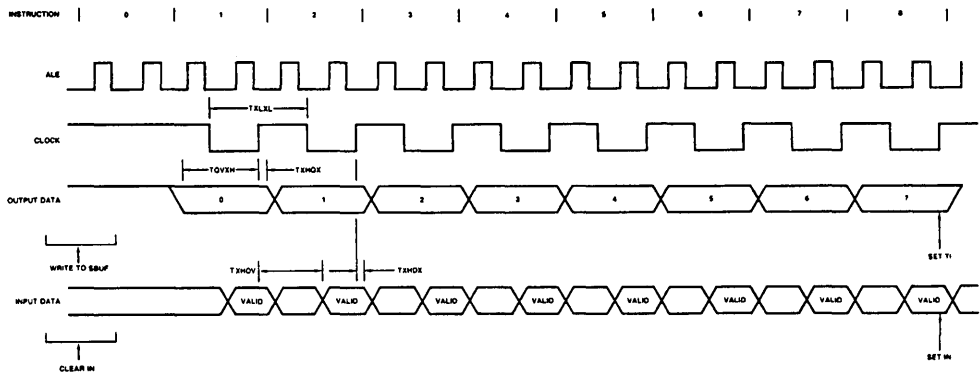 INSTRUCTION | 0 | 1 | 2 | 3 | 4 | 5 | 6 | 7 | 8 |
ALE
TXLXL
CLOCK
TQVXH TXHQX
OUTPUT DATA 0 1 2 3 4 5 6 7
WRITE TO SBUF SET TI
TXHDV TXHDX
INPUT DATA VALID VALID VALID VALID VALID VALID VALID VALID
CLEAR IN SET IN